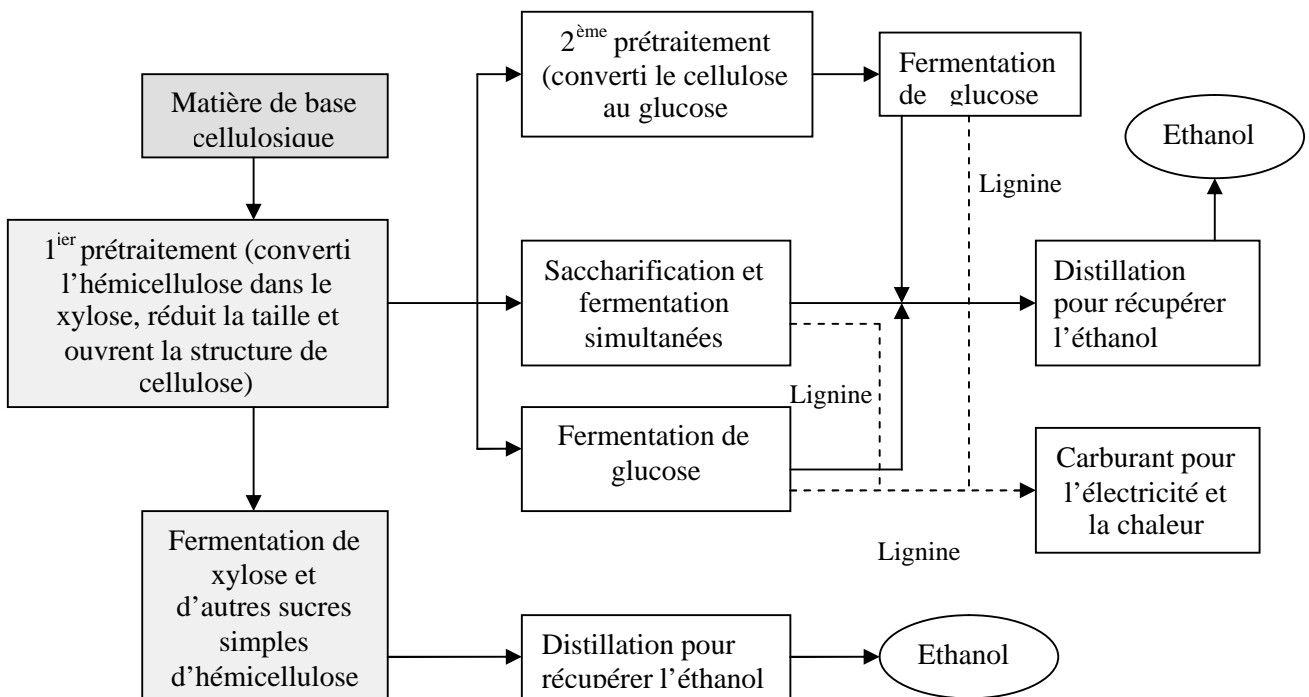 Matière de base
cellulosique
1ier prétraitement (converti
l’hémicellulose dans le
xylose, réduit la taille et
ouvrent la structure de
cellulose)
2ème prétraitement
(converti le cellulose
au glucose
Fermentation
de glucose
Ethanol
Lignine
Saccharification et
fermentation
simultanées
Distillation
pour récupérer
l’éthanol
Lignine
Fermentation de
glucose
Carburant pour
l’électricité et
la chaleur
Lignine
Fermentation de
xylose et
d’autres sucres
simples
d’hémicellulose
Distillation pour
récupérer l’éthanol
Ethanol